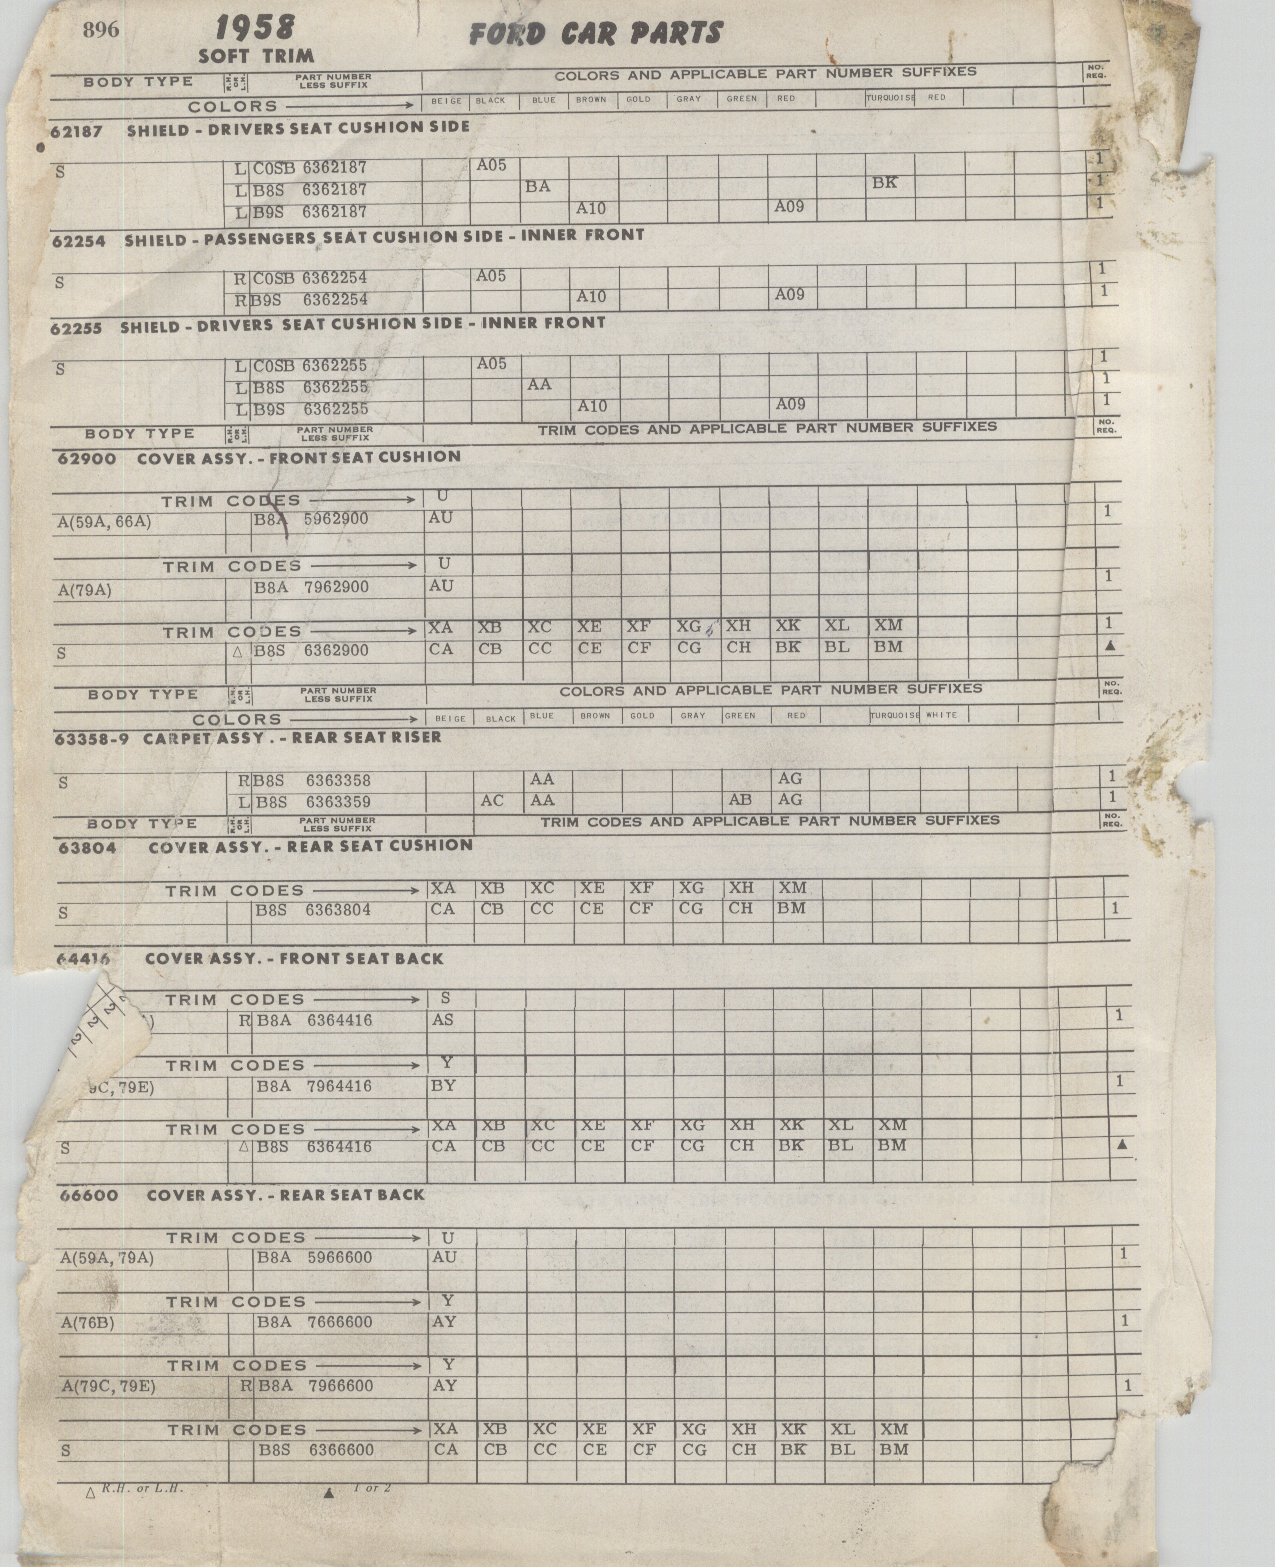 896 1958 FORD CAR PARTS
SOFT TRIM
BODY TYPE R.H. OR L.H. PART NUMBER LESS SUFFIX COLORS AND APPLICABLE PART NUMBER SUFFIXES NO. REQ.
COLORS BEIGE BLACK BLUE BROWN GOLD GRAY GREEN RED TURQUOISE RED
62187 SHIELD - DRIVERS SEAT CUSHION SIDE
S L C0SB 6362187 A05 1
L B8S 6362187 BA BK 1
L B9S 6362187 A10 A09 1
62254 SHIELD - PASSENGERS SEAT CUSHION SIDE - INNER FRONT
S R C0SB 6362254 A05 1
R B9S 6362254 A10 A09 1
62255 SHIELD - DRIVERS SEAT CUSHION SIDE - INNER FRONT
S L C0SB 6362255 A05 1
L B8S 6362255 AA 1
L B9S 6362255 A10 A09 1
BODY TYPE R.H. OR L.H. PART NUMBER LESS SUFFIX TRIM CODES AND APPLICABLE PART NUMBER SUFFIXES NO. REQ.
62900 COVER ASSY. - FRONT SEAT CUSHION
TRIM CODES U
A(59A, 66A) B8A 5962900 AU 1
TRIM CODES U
A(79A) B8A 7962900 AU 1
TRIM CODES XA XB XC XE XF XG XH XK XL XM 1
S △ B8S 6362900 CA CB CC CE CF CG CH BK BL BM ▲
BODY TYPE R.H. OR L.H. PART NUMBER LESS SUFFIX COLORS AND APPLICABLE PART NUMBER SUFFIXES NO. REQ.
COLORS BEIGE BLACK BLUE BROWN GOLD GRAY GREEN RED TURQUOISE WHITE
63358-9 CARPET ASSY. - REAR SEAT RISER
S R B8S 6363358 AA AG 1
L B8S 6363359 AC AA AB AG 1
BODY TYPE R.H. OR L.H. PART NUMBER LESS SUFFIX TRIM CODES AND APPLICABLE PART NUMBER SUFFIXES NO. REQ.
63804 COVER ASSY. - REAR SEAT CUSHION
TRIM CODES XA XB XC XE XF XG XH XM
S B8S 6363804 CA CB CC CE CF CG CH BM 1
64416 COVER ASSY. - FRONT SEAT BACK
TRIM CODES S
) R B8A 6364416 AS 1
TRIM CODES Y
9C, 79E) B8A 7964416 BY 1
TRIM CODES XA XB XC XE XF XG XH XK XL XM
S △ B8S 6364416 CA CB CC CE CF CG CH BK BL BM ▲
66600 COVER ASSY. - REAR SEAT BACK
TRIM CODES U
A(59A, 79A) B8A 5966600 AU 1
TRIM CODES Y
A(76B) B8A 7666600 AY 1
TRIM CODES Y
A(79C, 79E) R B8A 7966600 AY 1
TRIM CODES XA XB XC XE XF XG XH XK XL XM
S B8S 6366600 CA CB CC CE CF CG CH BK BL BM
△ R.H. or L.H. ▲ 1 or 2